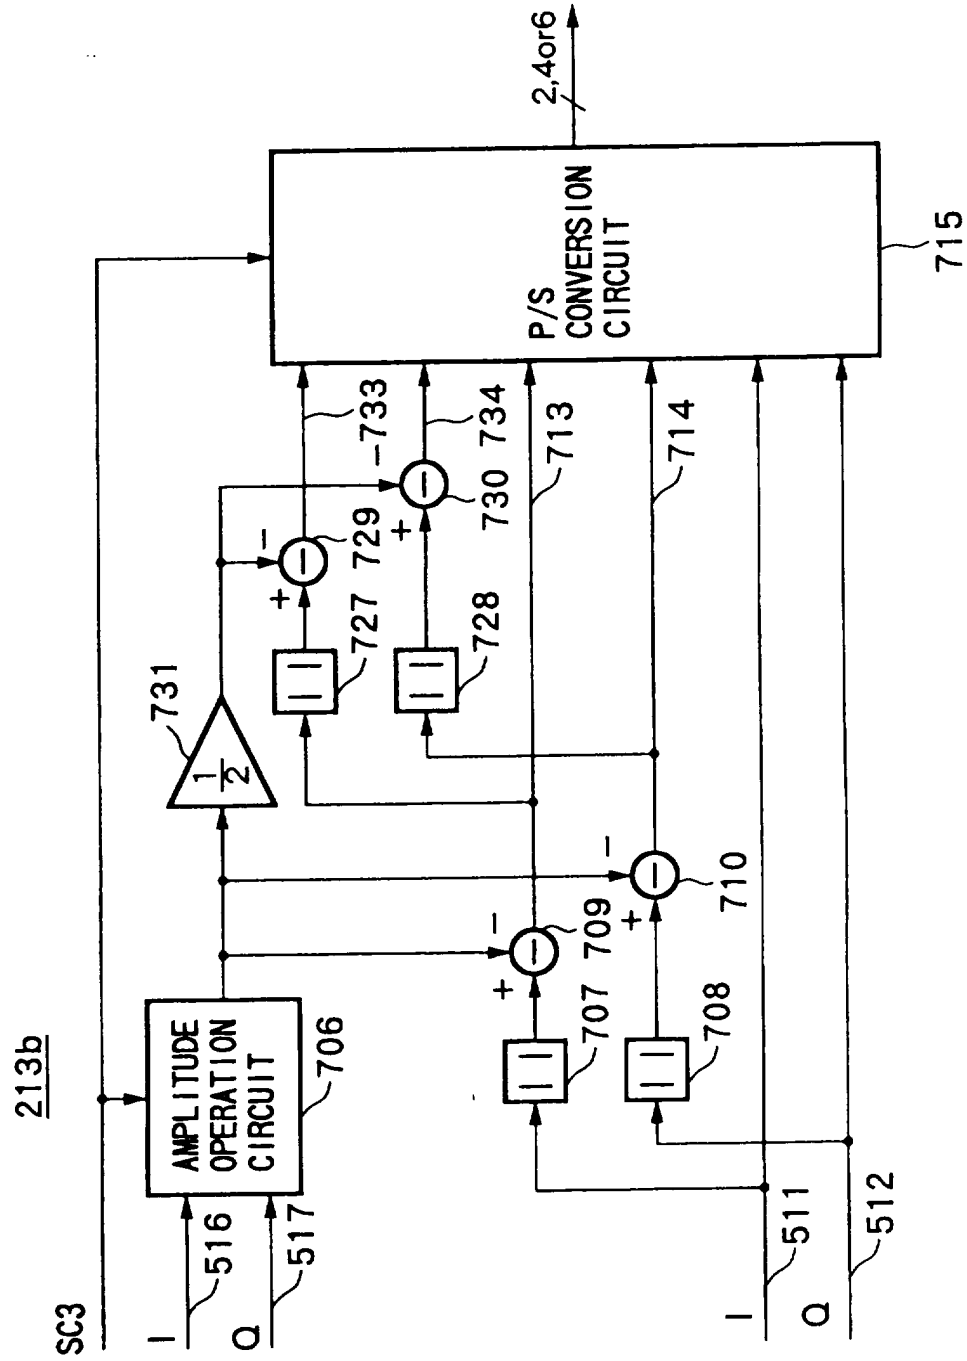 213b
SC3
I
516
Q
517
AMPLITUDE
OPERATION
CIRCUIT
706
1/2
731
+
-
729
727
-733
+
-
730
728
734
+
-
709
707
713
+
-
710
708
714
I
511
Q
512
P/S
CONVERSION
CIRCUIT
715
2,4or6